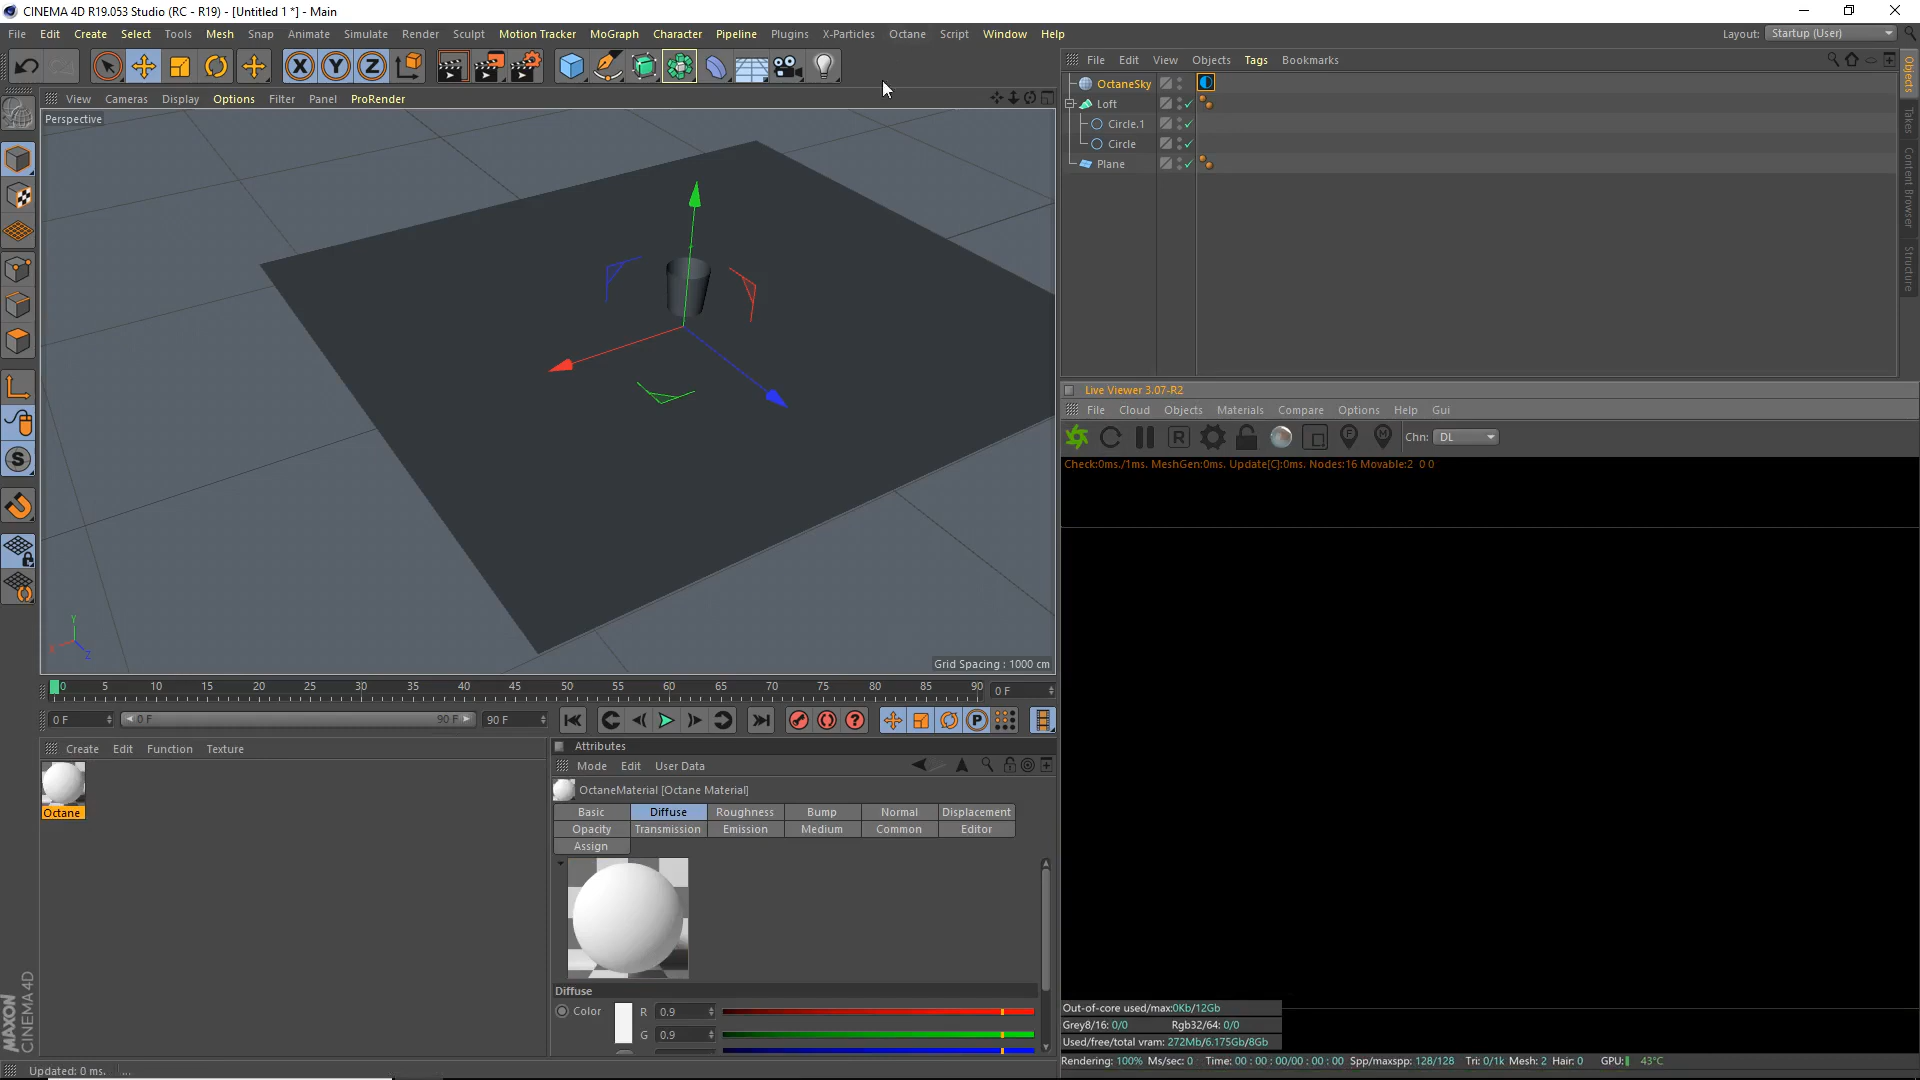 CINEMA 4D R19.053 Studio (RC - R19) - [Untitled 1 *] - Main
File Edit Create Select Tools Mesh Snap Animate Simulate Render Sculpt Motion Tracker MoGraph Character Pipeline Plugins X-Particles Octane Script Window Help
Layout: Startup (User)
File Edit View Objects Tags Bookmarks
View Cameras Display Options Filter Panel ProRender
Perspective
OctaneSky
Loft
Circle.1
Circle
Plane
Objects
Takes
Content Browser
Structure
Live Viewer 3.07-R2
File Cloud Objects Materials Compare Options Help Gui
Chn: DL
Check:0ms./1ms. MeshGen:0ms. Update[C]:0ms. Nodes:16 Movable:2 0 0
Y
X
Z
Grid Spacing : 1000 cm
0 5 10 15 20 25 30 35 40 45 50 55 60 65 70 75 80 85 90 0 F
0 F 0 F 90 F 90 F
Create Edit Function Texture
Octane
Attributes
Mode Edit User Data
OctaneMaterial [Octane Material]
Basic Diffuse Roughness Bump Normal Displacement
Opacity Transmission Emission Medium Common Editor
Assign
Diffuse
Color R 0.9
G 0.9
Out-of-core used/max:0Kb/12Gb
Grey8/16: 0/0 Rgb32/64: 0/0
Used/free/total vram: 272Mb/6.175Gb/8Gb
Rendering: 100% Ms/sec: 0 Time: 00 : 00 : 00/00 : 00 : 00 Spp/maxspp: 128/128 Tri: 0/1k Mesh: 2 Hair: 0 GPU: 43°C
MAXON
CINEMA 4D
Updated: 0 ms. ...